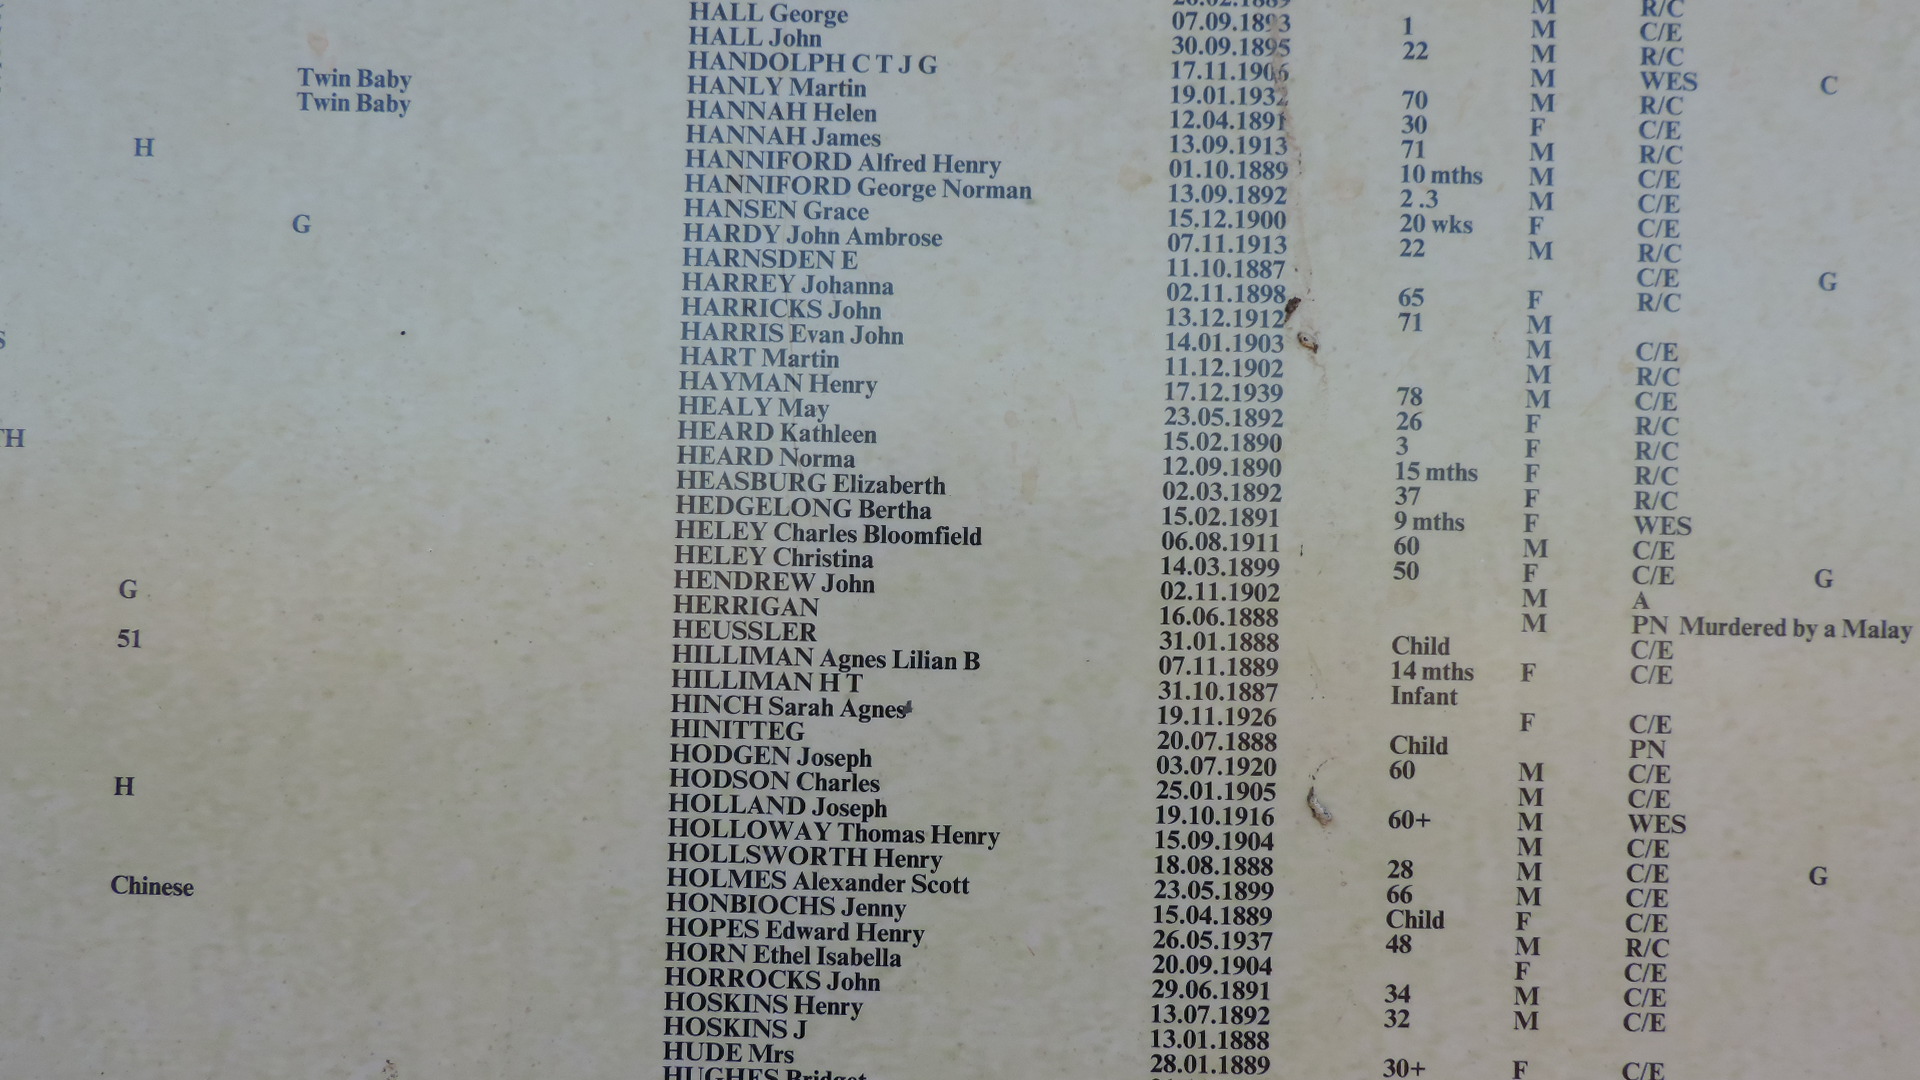 Twin Baby
Twin Baby
H
G
TH
G
51
H
Chinese
M R/C
HALL George 07.09.1893 1 M C/E
HALL John 30.09.1895 22 M R/C
HANDOLPH C T J G 17.11.1906 M WES C
HANLY Martin 19.01.1932 70 M R/C
HANNAH Helen 12.04.1891 30 F C/E
HANNAH James 13.09.1913 71 M R/C
HANNIFORD Alfred Henry 01.10.1889 10 mths M C/E
HANNIFORD George Norman 13.09.1892 2 .3 M C/E
HANSEN Grace 15.12.1900 20 wks F C/E
HARDY John Ambrose 07.11.1913 22 M R/C
HARNSDEN E 11.10.1887 C/E G
HARREY Johanna 02.11.1898 65 F R/C
HARRICKS John 13.12.1912 71 M
HARRIS Evan John 14.01.1903 M C/E
HART Martin 11.12.1902 M R/C
HAYMAN Henry 17.12.1939 78 M C/E
HEALY May 23.05.1892 26 F R/C
HEARD Kathleen 15.02.1890 3 F R/C
HEARD Norma 12.09.1890 15 mths F R/C
HEASBURG Elizaberth 02.03.1892 37 F R/C
HEDGELONG Bertha 15.02.1891 9 mths F WES
HELEY Charles Bloomfield 06.08.1911 60 M C/E
HELEY Christina 14.03.1899 50 F C/E G
HENDREW John 02.11.1902 M A
HERRIGAN 16.06.1888 M PN Murdered by a Malay
HEUSSLER 31.01.1888 Child C/E
HILLIMAN Agnes Lilian B 07.11.1889 14 mths F C/E
HILLIMAN H T 31.10.1887 Infant
HINCH Sarah Agnes 19.11.1926 F C/E
HINITTEG 20.07.1888 Child PN
HODGEN Joseph 03.07.1920 60 M C/E
HODSON Charles 25.01.1905 M C/E
HOLLAND Joseph 19.10.1916 60+ M WES
HOLLOWAY Thomas Henry 15.09.1904 M C/E
HOLLSWORTH Henry 18.08.1888 28 M C/E G
HOLMES Alexander Scott 23.05.1899 66 M C/E
HONBIOCHS Jenny 15.04.1889 Child F C/E
HOPES Edward Henry 26.05.1937 48 M R/C
HORN Ethel Isabella 20.09.1904 F C/E
HORROCKS John 29.06.1891 34 M C/E
HOSKINS Henry 13.07.1892 32 M C/E
HOSKINS J 13.01.1888
HUDE Mrs 28.01.1889 30+ F C/E
HUGHES Bridget